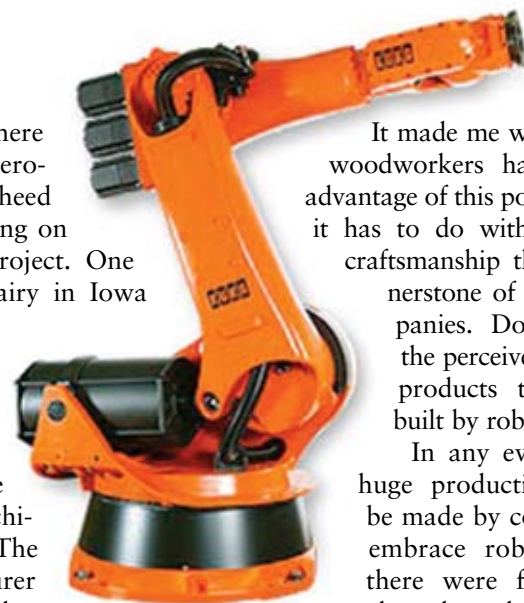 here
ero-
heed
ng on
roject. One
airy in Iowa
e
chi-
The
urer
It made me w
woodworkers ha
advantage of this po
it has to do with
craftsmanship th
nerstone of
panies. Do
the perceive
products t
built by rob
In any ev
huge producti
be made by co
embrace rob
there were f